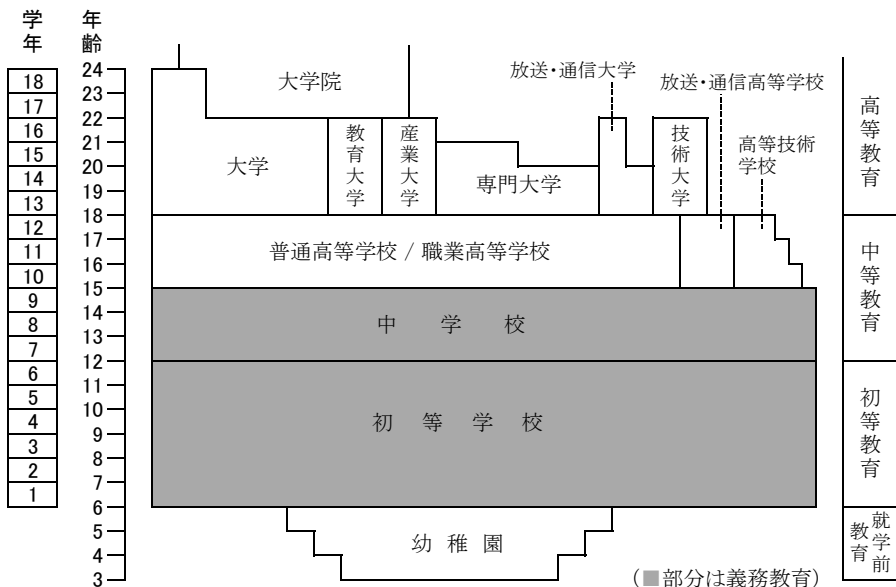 学年
年齢
18
17
16
15
14
13
12
11
10
9
8
7
6
5
4
3
2
1
24
23
22
21
20
19
18
17
16
15
14
13
12
11
10
9
8
7
6
5
4
3
大学院
放送・通信大学
放送・通信高等学校
高等技術
学校
大学
教育大学
産業大学
専門大学
技術大学
普通高等学校 / 職業高等学校
中学校
初等学校
幼稚園
高等教育
中等教育
初等教育
就学前
教育
(■部分は義務教育)